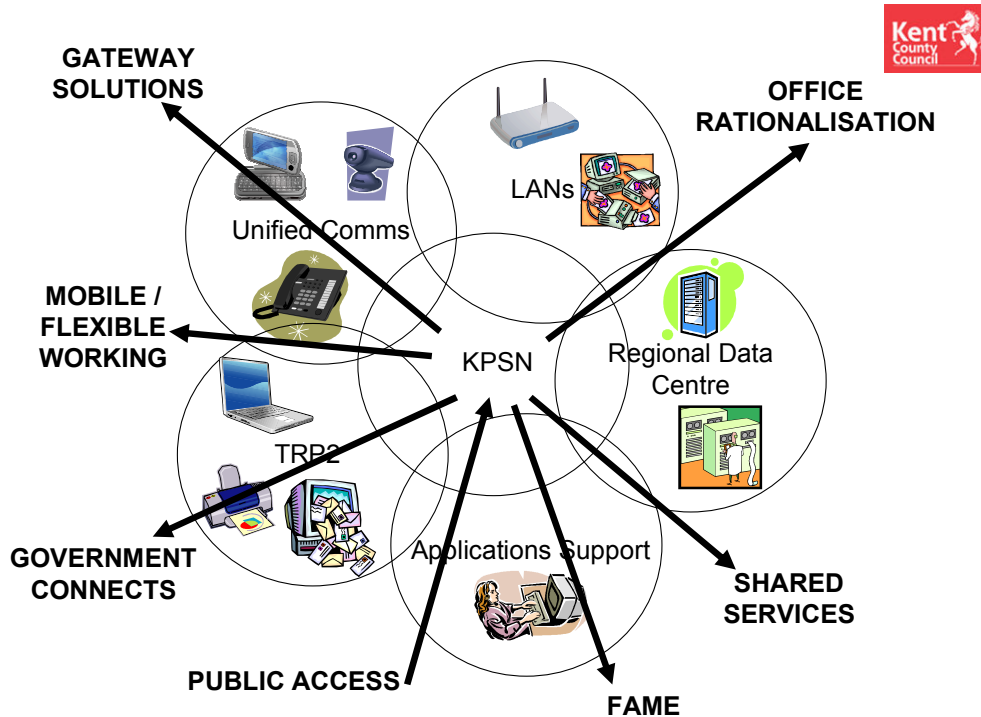 Kent
County
Council
GATEWAY
SOLUTIONS
OFFICE
RATIONALISATION
LANs
Unified Comms
MOBILE /
FLEXIBLE
WORKING
KPSN
Regional Data
Centre
TRP2
GOVERNMENT
CONNECTS
Applications Support
SHARED
SERVICES
PUBLIC ACCESS
FAME